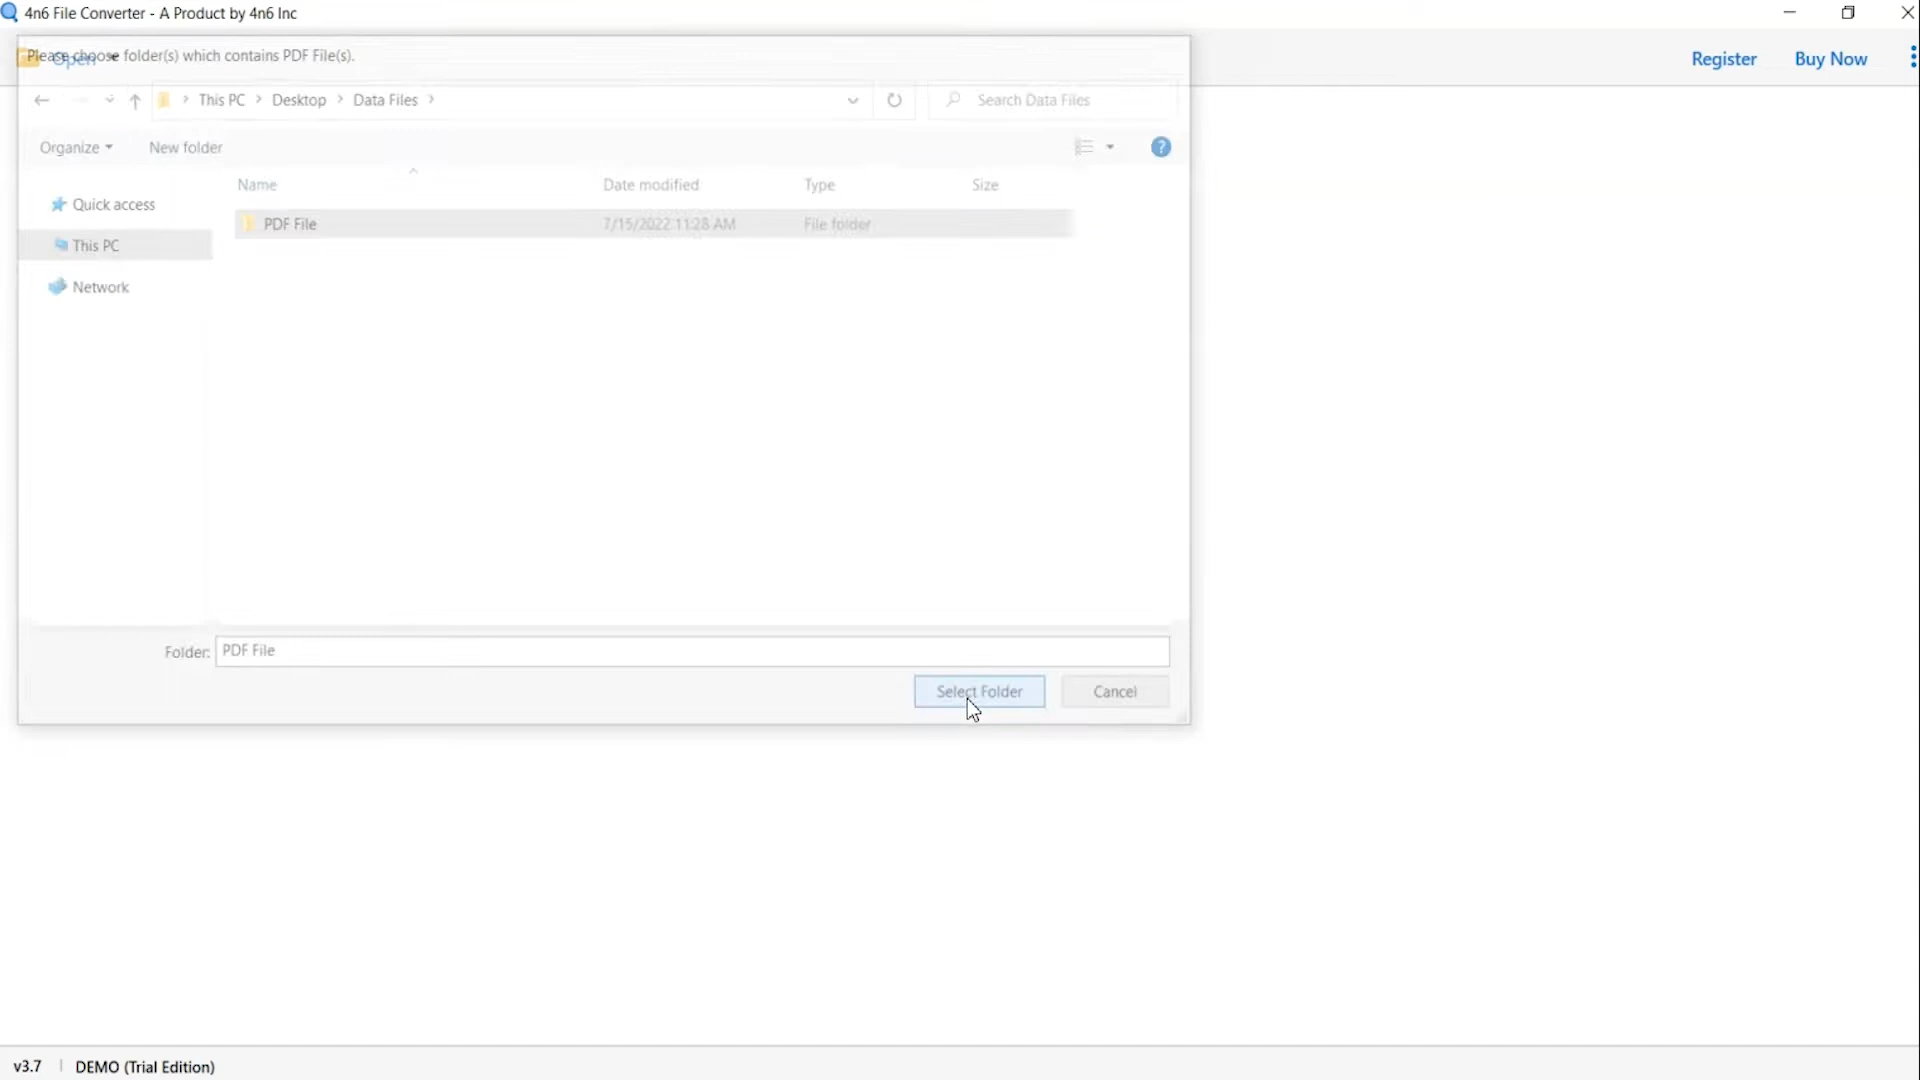 4n6 File Converter - A Product by 4n6 Inc
Please choose folder(s) which contains PDF File(s).
Open
Register
Buy Now
This PC
Desktop
Data Files
Search Data Files
Organize
New folder
?
Name
Date modified
Type
Size
Quick access
PDF File
7/15/2022 11:28 AM
File folder
This PC
Network
Folder:
PDF File
Select Folder
Cancel
v3.7
DEMO (Trial Edition)